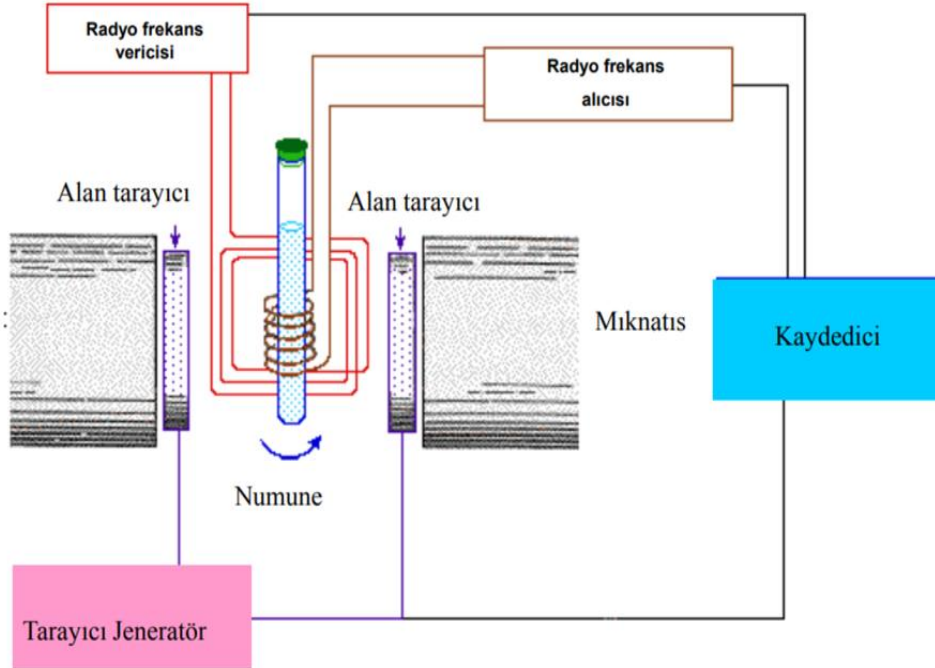 Radyo frekans
vericisi
Radyo frekans
alıcısı
Alan tarayıcı
Alan tarayıcı
:
Mıknatıs
Kaydedici
Numune
Tarayıcı Jeneratör